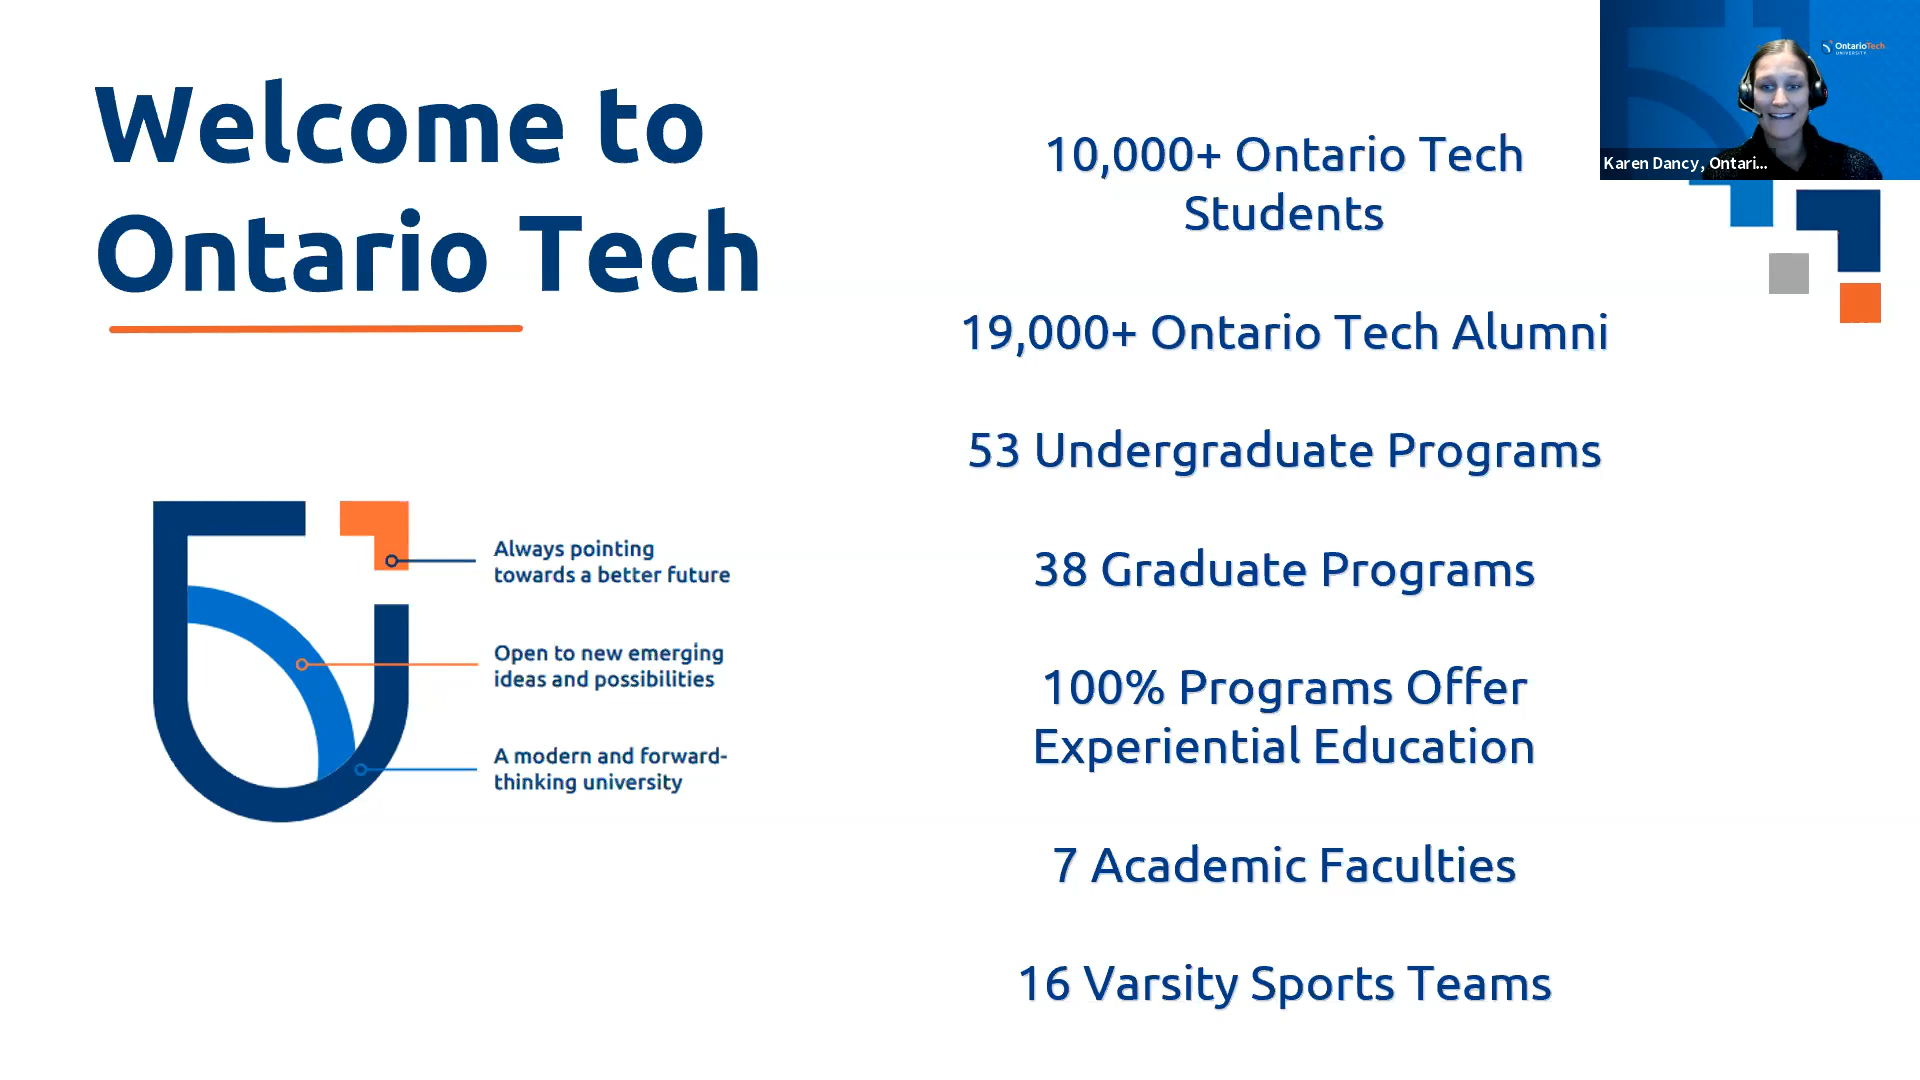 Welcome to
Ontario Tech
Always pointing
towards a better future
Open to new emerging
ideas and possibilities
A modern and forward-
thinking university
10,000+ Ontario Tech
Students
19,000+ Ontario Tech Alumni
53 Undergraduate Programs
38 Graduate Programs
100% Programs Offer
Experiential Education
7 Academic Faculties
16 Varsity Sports Teams
OntarioTech
UNIVERSITY
Karen Dancy, Ontari...